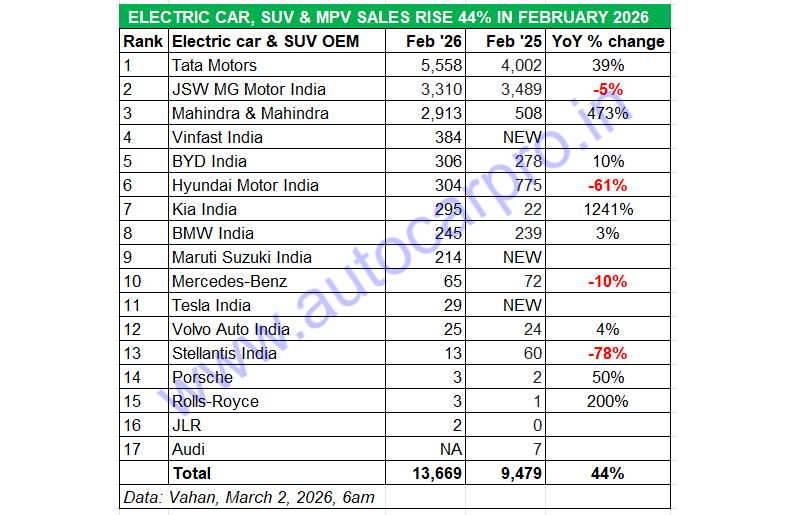 ELECTRIC CAR, SUV & MPV SALES RISE 44% IN FEBRUARY 2026
Rank Electric car & SUV OEM Feb '26 Feb '25 YoY % change
1 Tata Motors 5,558 4,002 39%
2 JSW MG Motor India 3,310 3,489 -5%
3 Mahindra & Mahindra 2,913 508 473%
4 Vinfast India 384 NEW
5 BYD India 306 278 10%
6 Hyundai Motor India 304 775 -61%
7 Kia India 295 22 1241%
8 BMW India 245 239 3%
9 Maruti Suzuki India 214 NEW
10 Mercedes-Benz 65 72 -10%
11 Tesla India 29 NEW
12 Volvo Auto India 25 24 4%
13 Stellantis India 13 60 -78%
14 Porsche 3 2 50%
15 Rolls-Royce 3 1 200%
16 JLR 2 0
17 Audi NA 7
Total 13,669 9,479 44%
Data: Vahan, March 2, 2026, 6am
www.autocarpro.in